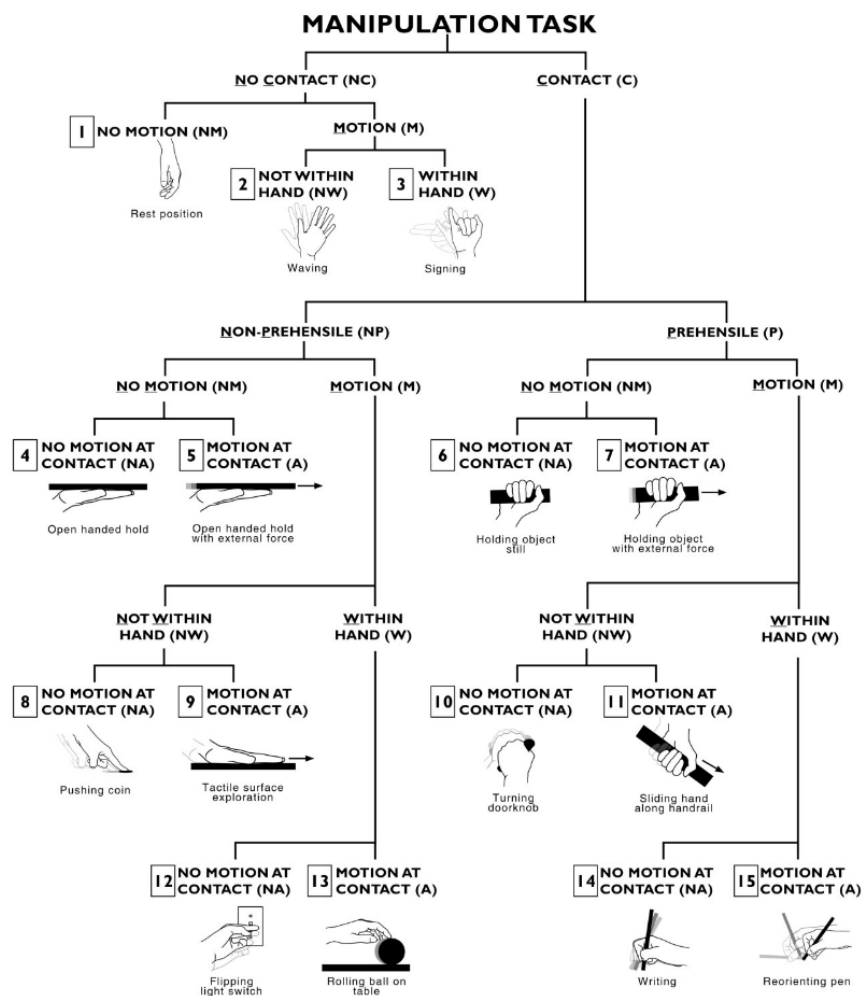 MANIPULATION TASK
NO CONTACT (NC)
CONTACT (C)
1 NO MOTION (NM)
Rest position
MOTION (M)
2 NOT WITHIN
HAND (NW)
Waving
3 WITHIN
HAND (W)
Signing
NON-PREHENSILE (NP)
PREHENSILE (P)
NO MOTION (NM)
MOTION (M)
NO MOTION (NM)
MOTION (M)
4 NO MOTION AT
CONTACT (NA)
Open handed hold
5 MOTION AT
CONTACT (A)
Open handed hold
with external force
6 NO MOTION AT
CONTACT (NA)
Holding object
still
7 MOTION AT
CONTACT (A)
Holding object
with external force
NOT WITHIN
HAND (NW)
WITHIN
HAND (W)
NOT WITHIN
HAND (NW)
WITHIN
HAND (W)
8 NO MOTION AT
CONTACT (NA)
Pushing coin
9 MOTION AT
CONTACT (A)
Tactile surface
exploration
10 NO MOTION AT
CONTACT (NA)
Turning
doorknob
11 MOTION AT
CONTACT (A)
Sliding hand
along handrail
12 NO MOTION AT
CONTACT (NA)
Flipping
light switch
13 MOTION AT
CONTACT (A)
Rolling ball on
table
14 NO MOTION AT
CONTACT (NA)
Writing
15 MOTION AT
CONTACT (A)
Reorienting pen